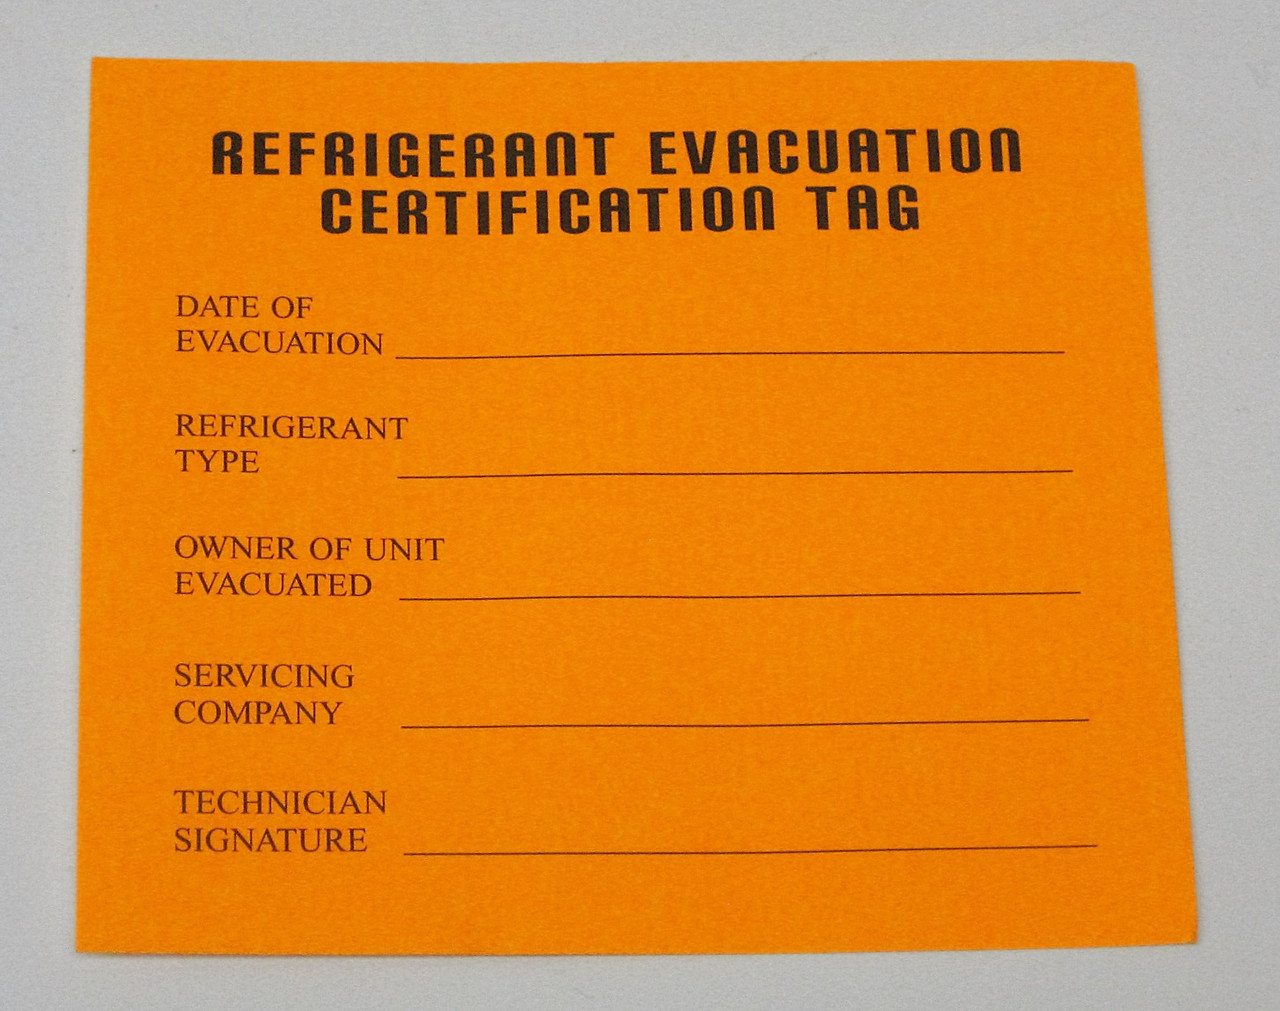 REFRIGERANT EVACUATION
CERTIFICATION TAG
DATE OF
EVACUATION
REFRIGERANT
TYPE
OWNER OF UNIT
EVACUATED
SERVICING
COMPANY
TECHNICIAN
SIGNATURE